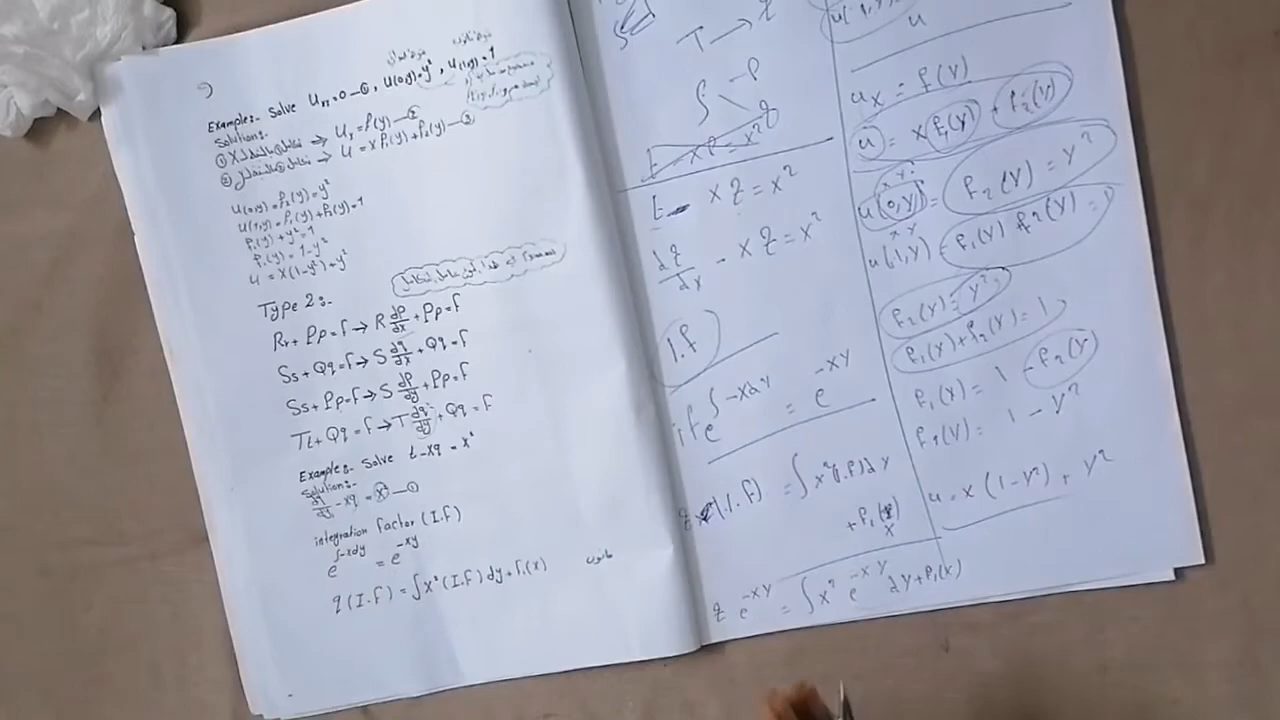 Example:- Solve Uxx=0 —①, U(0,y)=y², U(1,y)=1
Solution:-
→ Ux = f(y) —②
→ u = x f₁(y) + f₂(y) —③
u(0,y) = f₂(y) = y²
u(1,y) = f₁(y) + f₂(y) = 1
f₁(y) + y² = 1
f₁(y) = 1 - y²
u = x(1-y²) + y²
Type 2:-
Rr + Pp = f → R dp/dx + Pp = f
Ss + Qq = f → S dq/dx + Qq = f
Ss + Pp = f → S dp/dy + Pp = f
Tt + Qq = f → T dq/dy + Qq = f
Example:- Solve t - xq = x²
Solution:-
dq/dy - xq = x² —①
integration factor (I.F)
e^∫-xdy = e^-xy
q(I.F) = ∫x²(I.F) dy + f₁(x)
قانون
T → q
S - P
q
t - xq = x²
dq/dx - xq = x²
I.f
e^∫-xdy = e^-xy
q (I.F) = ∫x²(I.F) dy
+ f₁(x)
q e^-xy = ∫x² e^-xy dy + f₁(x)
u
ux = f(y)
u = x f₁(y) + f₂(y)
u(0,y) = f₂(y) = y²
u(1,y) = f₁(y) f₂(y) = 1
f₂(y) = y²
f₁(y) + f₂(y) = 1
f₁(y) = 1 - f₂(y)
f₁(y) = 1 - y²
u = x(1-y²) + y²